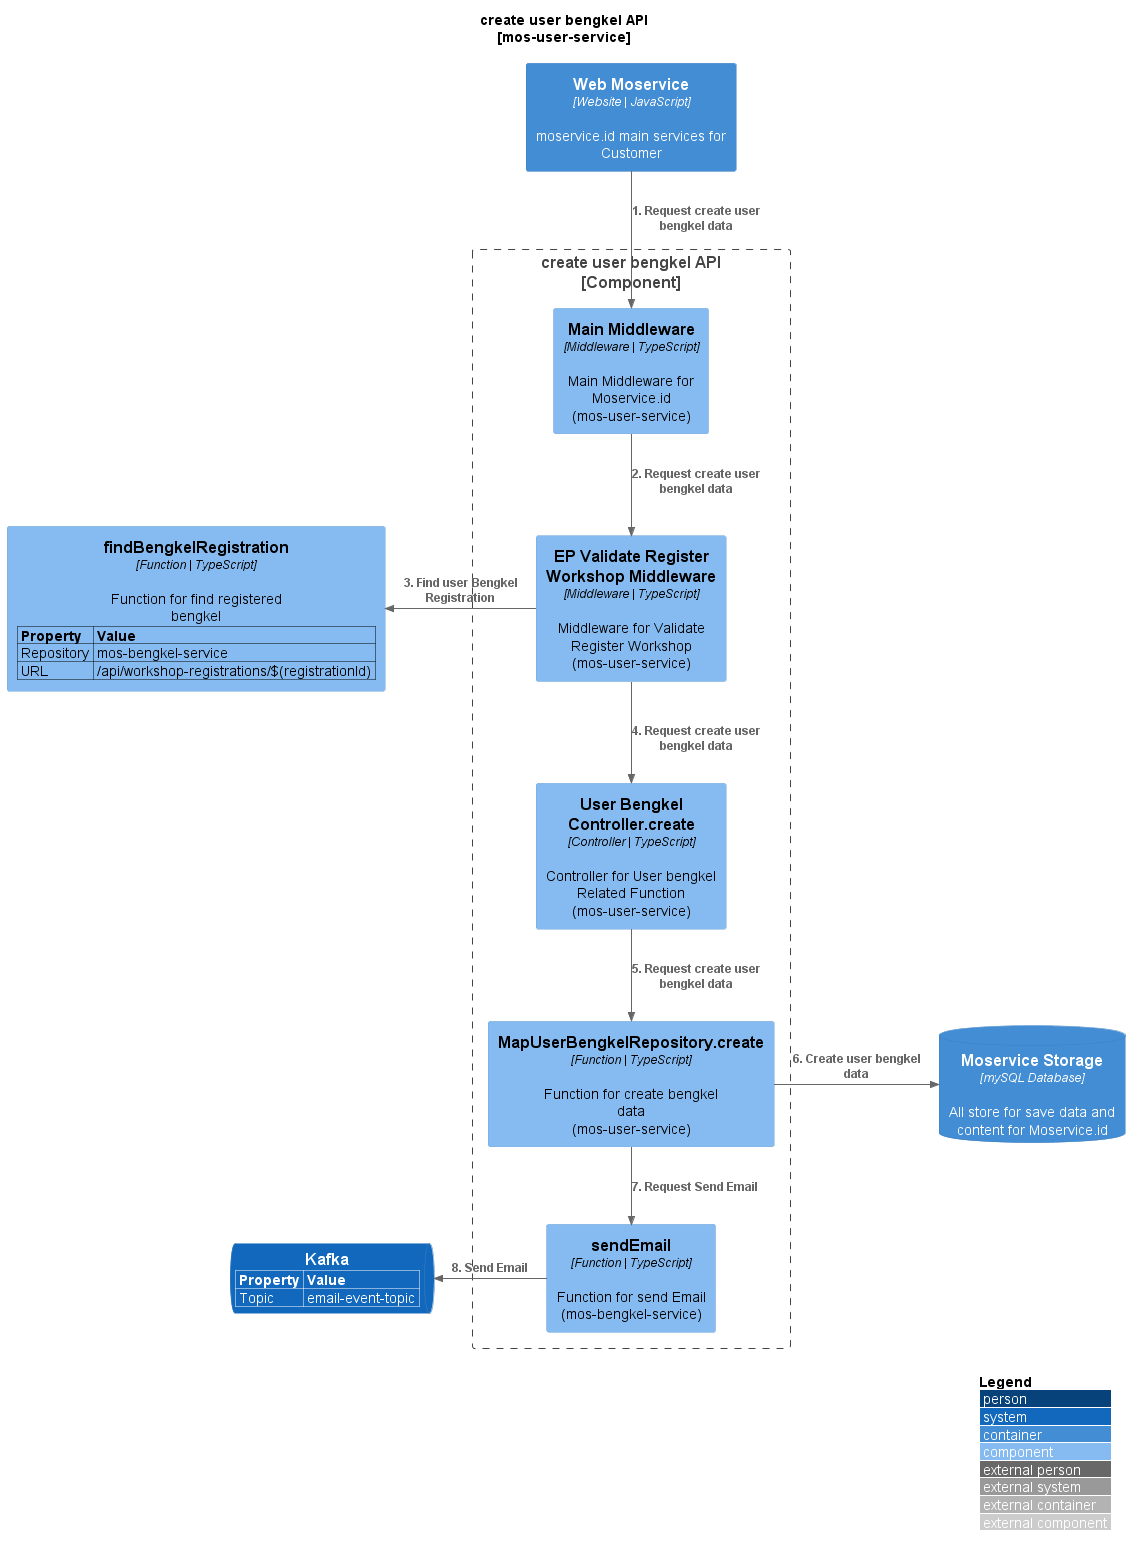 create user bengkel API
[mos-user-service]
Web Moservice
[Website | JavaScript]
moservice.id main services for
Customer
1. Request create user
bengkel data
create user bengkel API
[Component]
Main Middleware
[Middleware | TypeScript]
Main Middleware for
Moservice.id
(mos-user-service)
2. Request create user
bengkel data
EP Validate Register
Workshop Middleware
[Middleware | TypeScript]
Middleware for Validate
Register Workshop
(mos-user-service)
3. Find user Bengkel
Registration
findBengkelRegistration
[Function | TypeScript]
Function for find registered
bengkel
Property Value
Repository mos-bengkel-service
URL /api/workshop-registrations/$(registrationId)
4. Request create user
bengkel data
User Bengkel
Controller.create
[Controller | TypeScript]
Controller for User bengkel
Related Function
(mos-user-service)
5. Request create user
bengkel data
MapUserBengkelRepository.create
[Function | TypeScript]
Function for create bengkel
data
(mos-user-service)
6. Create user bengkel
data
Moservice Storage
[mySQL Database]
All store for save data and
content for Moservice.id
7. Request Send Email
sendEmail
[Function | TypeScript]
Function for send Email
(mos-bengkel-service)
8. Send Email
Kafka
Property Value
Topic email-event-topic
Legend
person
system
container
component
external person
external system
external container
external component